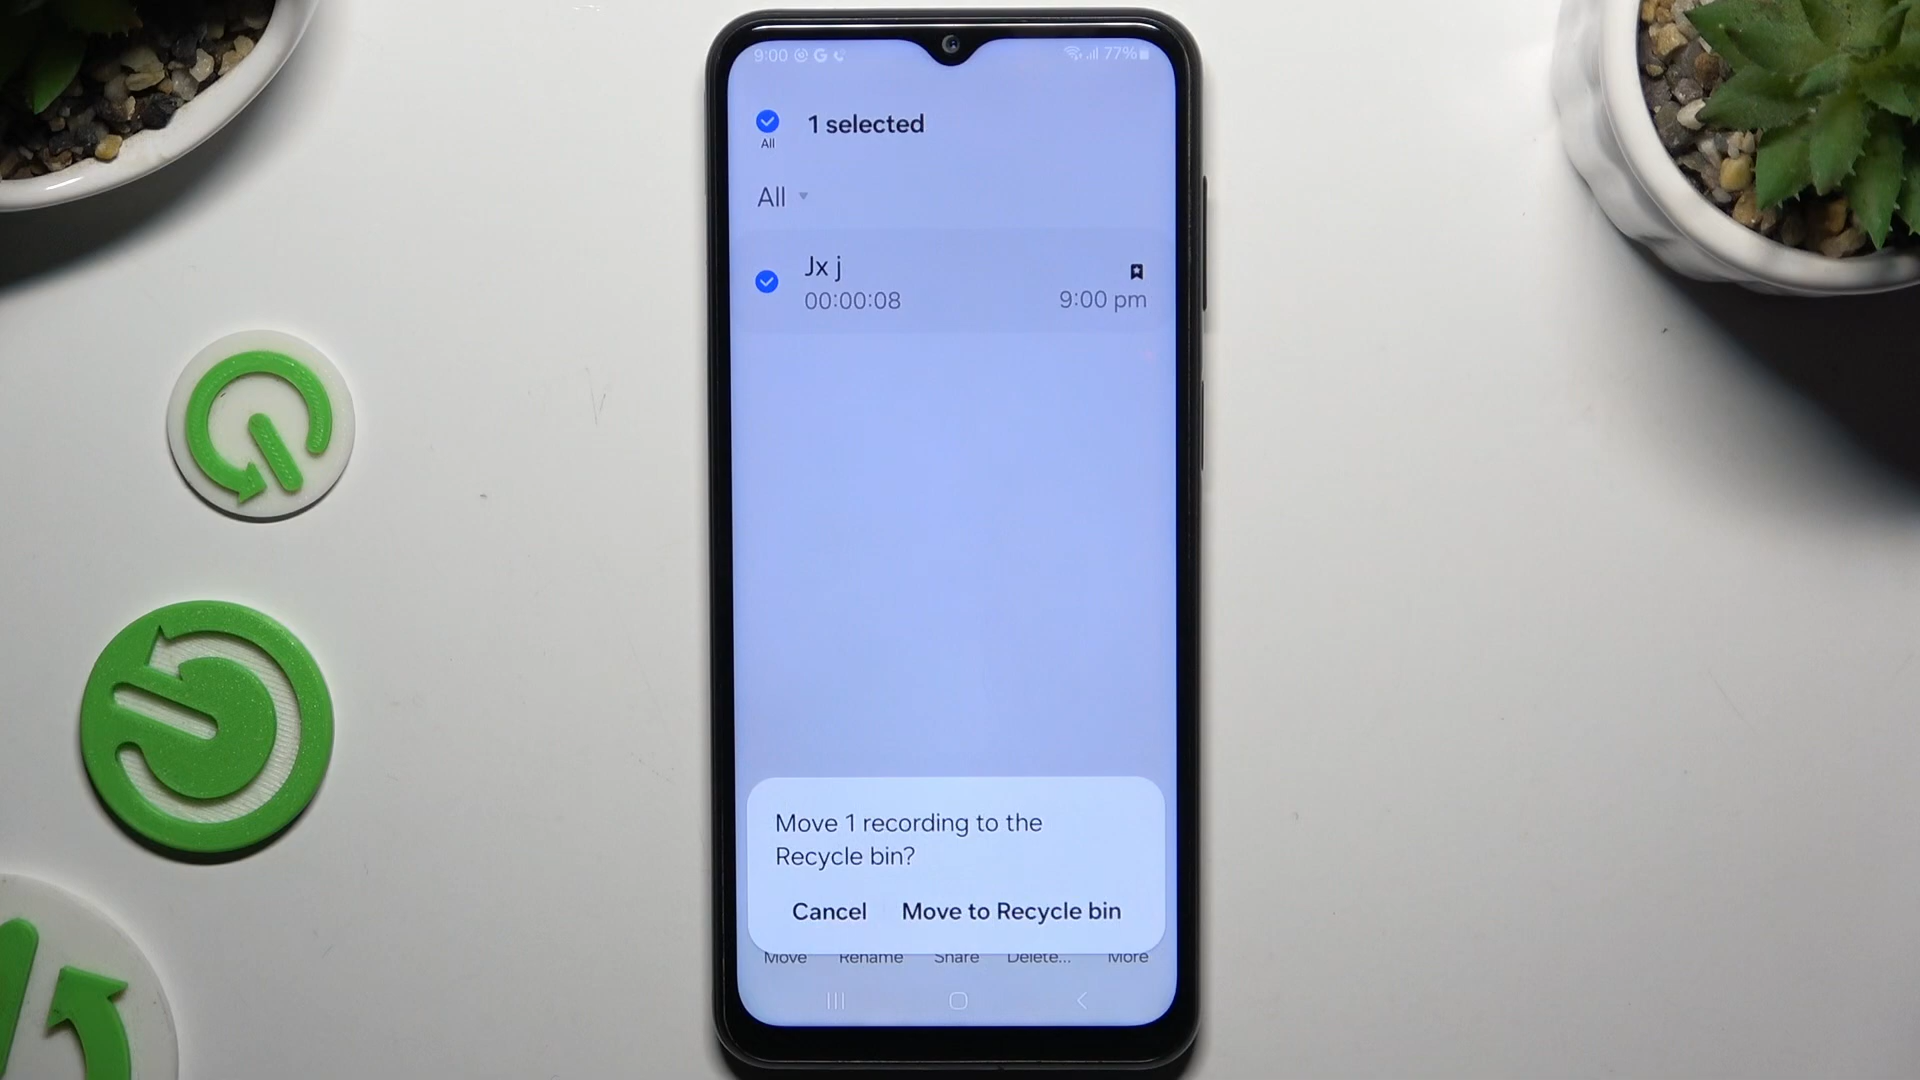 9:00 77%
1 selected
All
All
Jx j
00:00:08 9:00 pm
Move 1 recording to the
Recycle bin?
Cancel Move to Recycle bin
Move Rename Share Delete... More